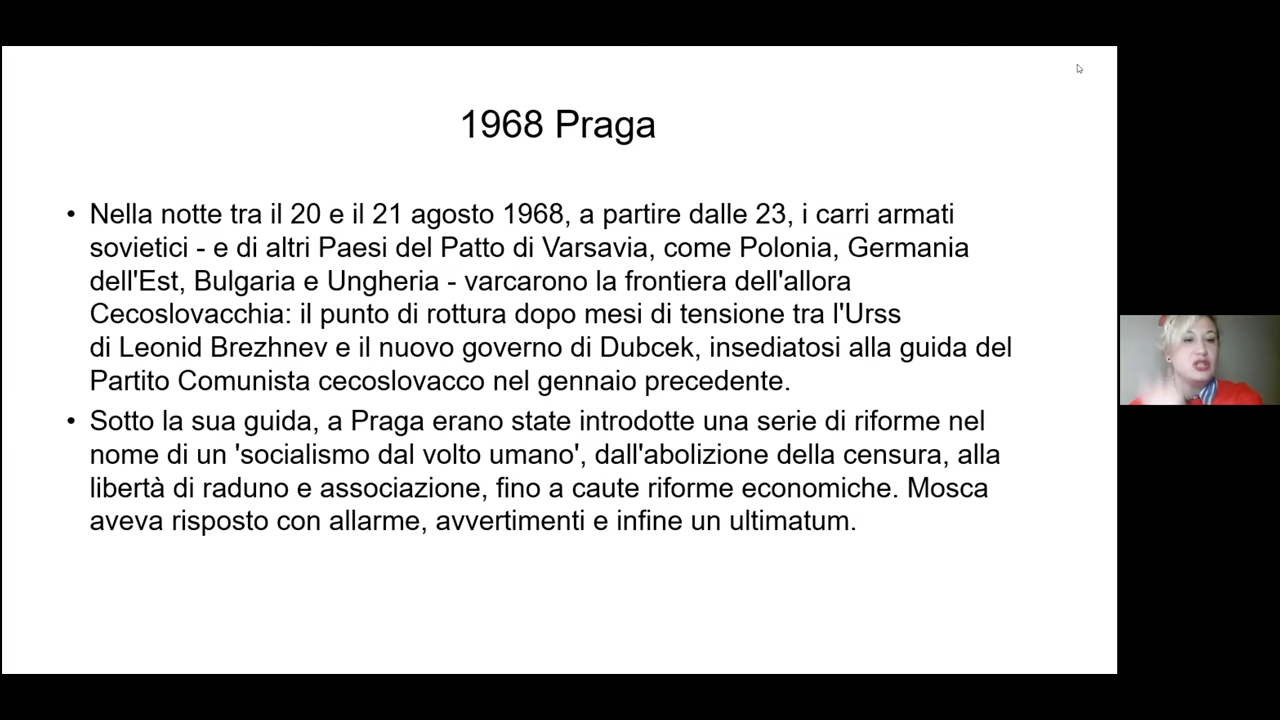 1968 Praga
• Nella notte tra il 20 e il 21 agosto 1968, a partire dalle 23, i carri armati
sovietici - e di altri Paesi del Patto di Varsavia, come Polonia, Germania
dell'Est, Bulgaria e Ungheria - varcarono la frontiera dell'allora
Cecoslovacchia: il punto di rottura dopo mesi di tensione tra l'Urss
di Leonid Brezhnev e il nuovo governo di Dubcek, insediatosi alla guida del
Partito Comunista cecoslovacco nel gennaio precedente.
• Sotto la sua guida, a Praga erano state introdotte una serie di riforme nel
nome di un 'socialismo dal volto umano', dall'abolizione della censura, alla
libertà di raduno e associazione, fino a caute riforme economiche. Mosca
aveva risposto con allarme, avvertimenti e infine un ultimatum.